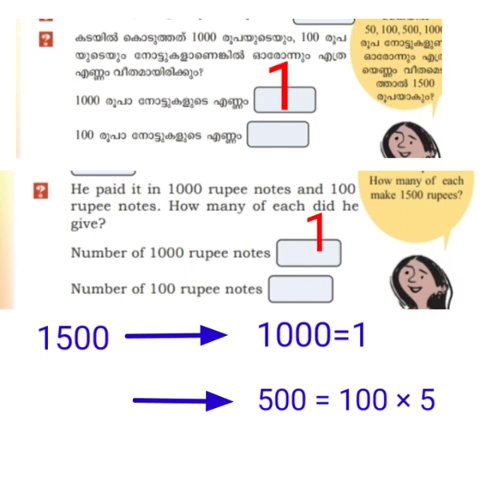 50, 100, 500, 100
? കടയിൽ കൊടുത്തത് 1000 രൂപയുടെയും, 100 രൂപ
യുടെയും നോട്ടുകളാണെങ്കിൽ ഓരോന്നും എത്ര
എണ്ണം വീതമായിരിക്കും?
രൂപ നോട്ടുകളുണ
ഓരോന്നും എത്ര
യെണ്ണം വീതമെ
ത്താൽ 1500
രൂപയാകും?
1000 രൂപാ നോട്ടുകളുടെ എണ്ണം 1
100 രൂപാ നോട്ടുകളുടെ എണ്ണം
? He paid it in 1000 rupee notes and 100
rupee notes. How many of each did he
give?
How many of each
make 1500 rupees?
Number of 1000 rupee notes 1
Number of 100 rupee notes
1500 → 1000=1
→ 500 = 100 × 5